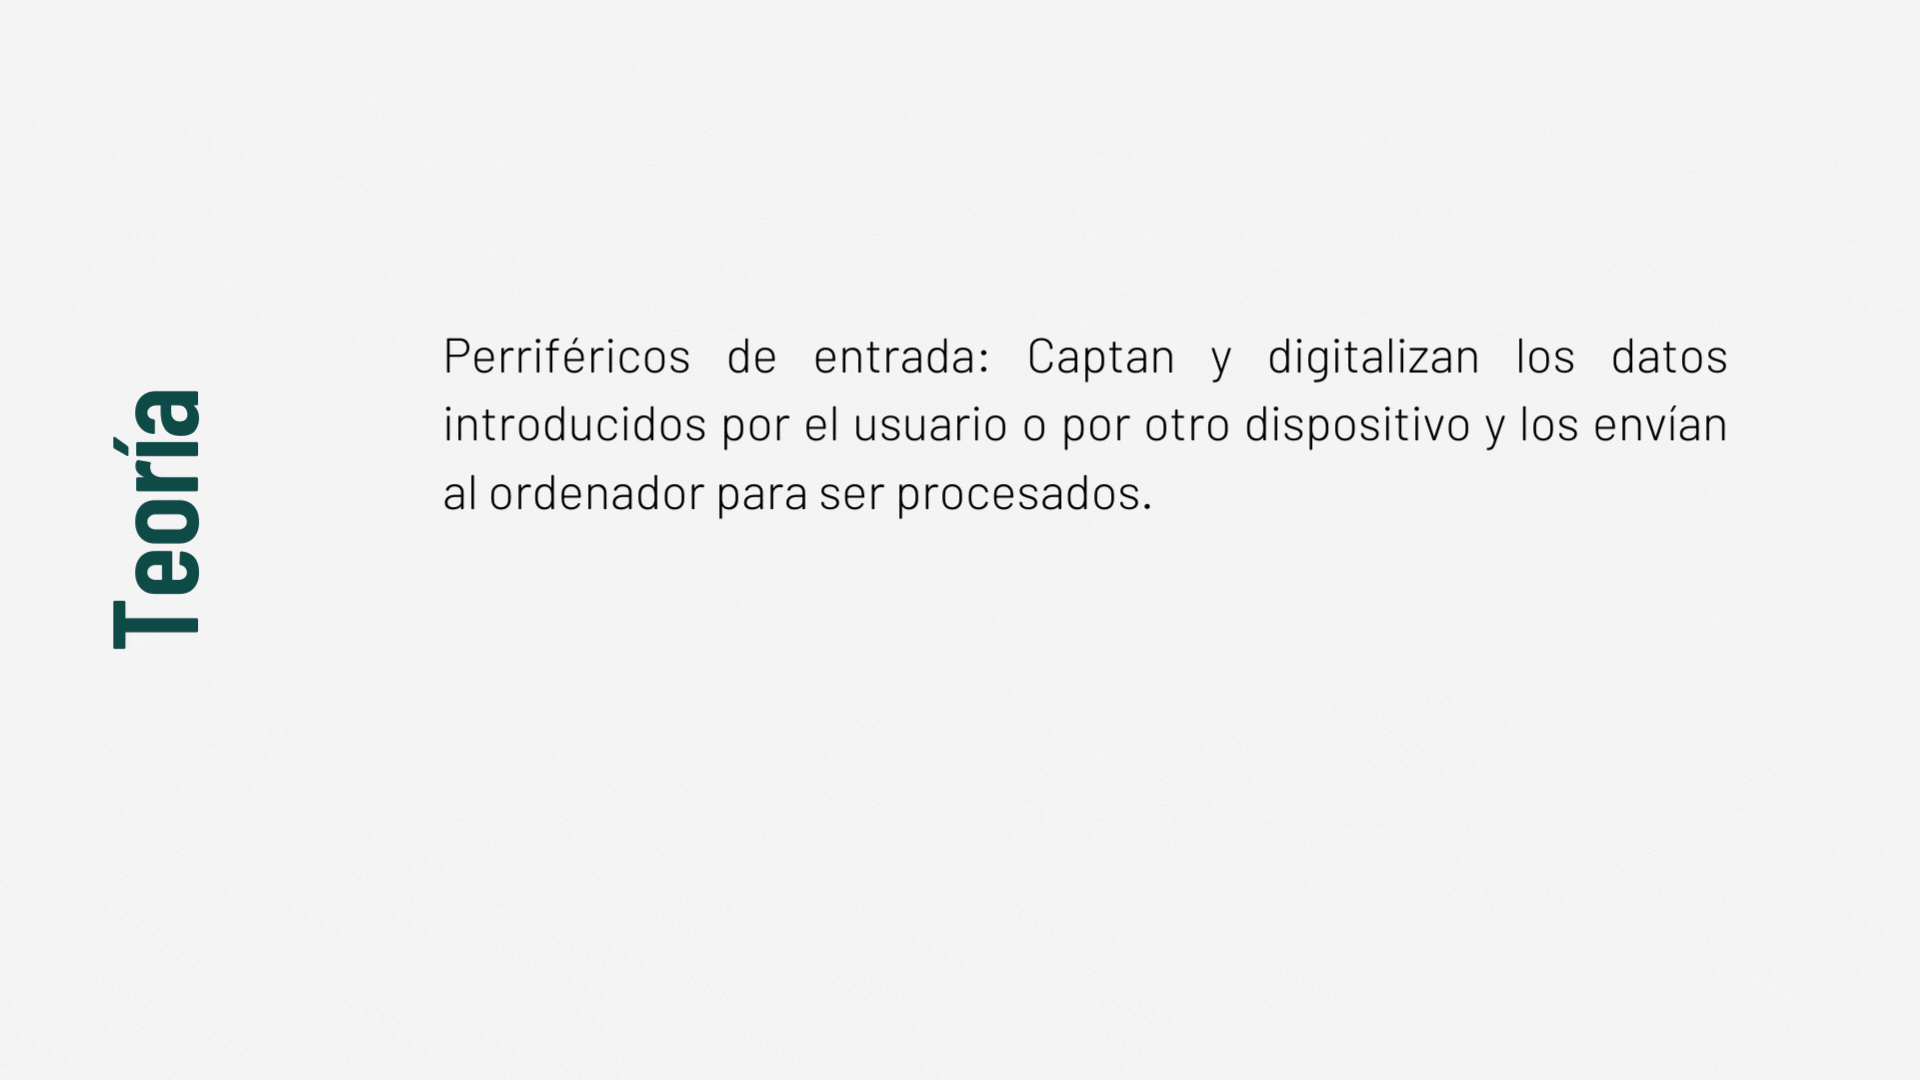 Teoría
Perriféricos de entrada: Captan y digitalizan los datos
introducidos por el usuario o por otro dispositivo y los envían
al ordenador para ser procesados.